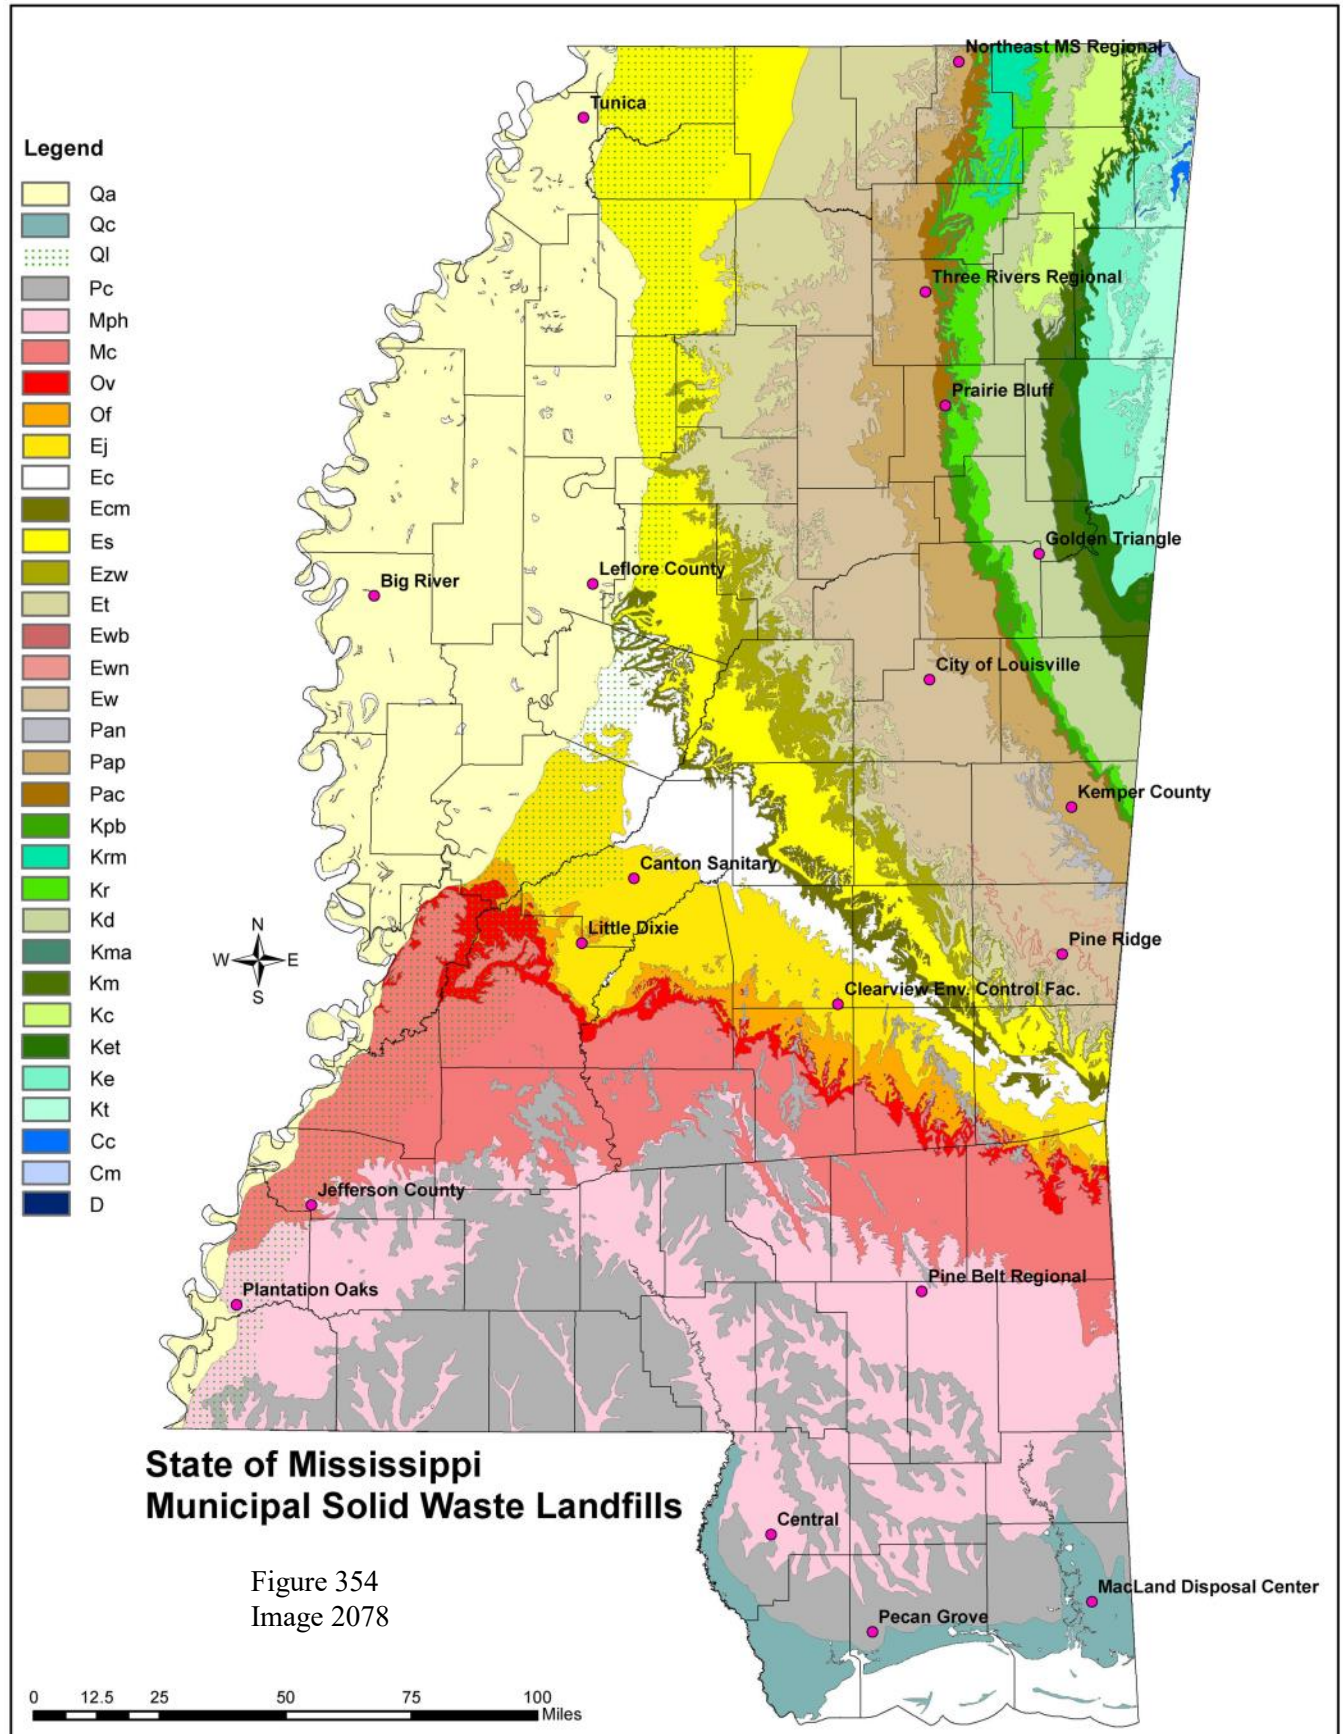 Northeast MS Regional
Tunica
Legend
Qa
Qc
Ql
Pc
Mph
Mc
Ov
Of
Ej
Ec
Ecm
Es
Ezw
Et
Ewb
Ewn
Ew
Pan
Pap
Pac
Kpb
Krm
Kr
Kd
Kma
Km
Kc
Ket
Ke
Kt
Cc
Cm
D
Three Rivers Regional
Prairie Bluff
Golden Triangle
Leflore County
Big River
City of Louisville
Kemper County
Canton Sanitary
Little Dixie
Pine Ridge
Clearview Env. Control Fac.
N
W E
S
Jefferson County
Plantation Oaks
Pine Belt Regional
State of Mississippi
Municipal Solid Waste Landfills
Central
Figure 354
Image 2078
MacLand Disposal Center
Pecan Grove
0 12.5 25 50 75 100
Miles